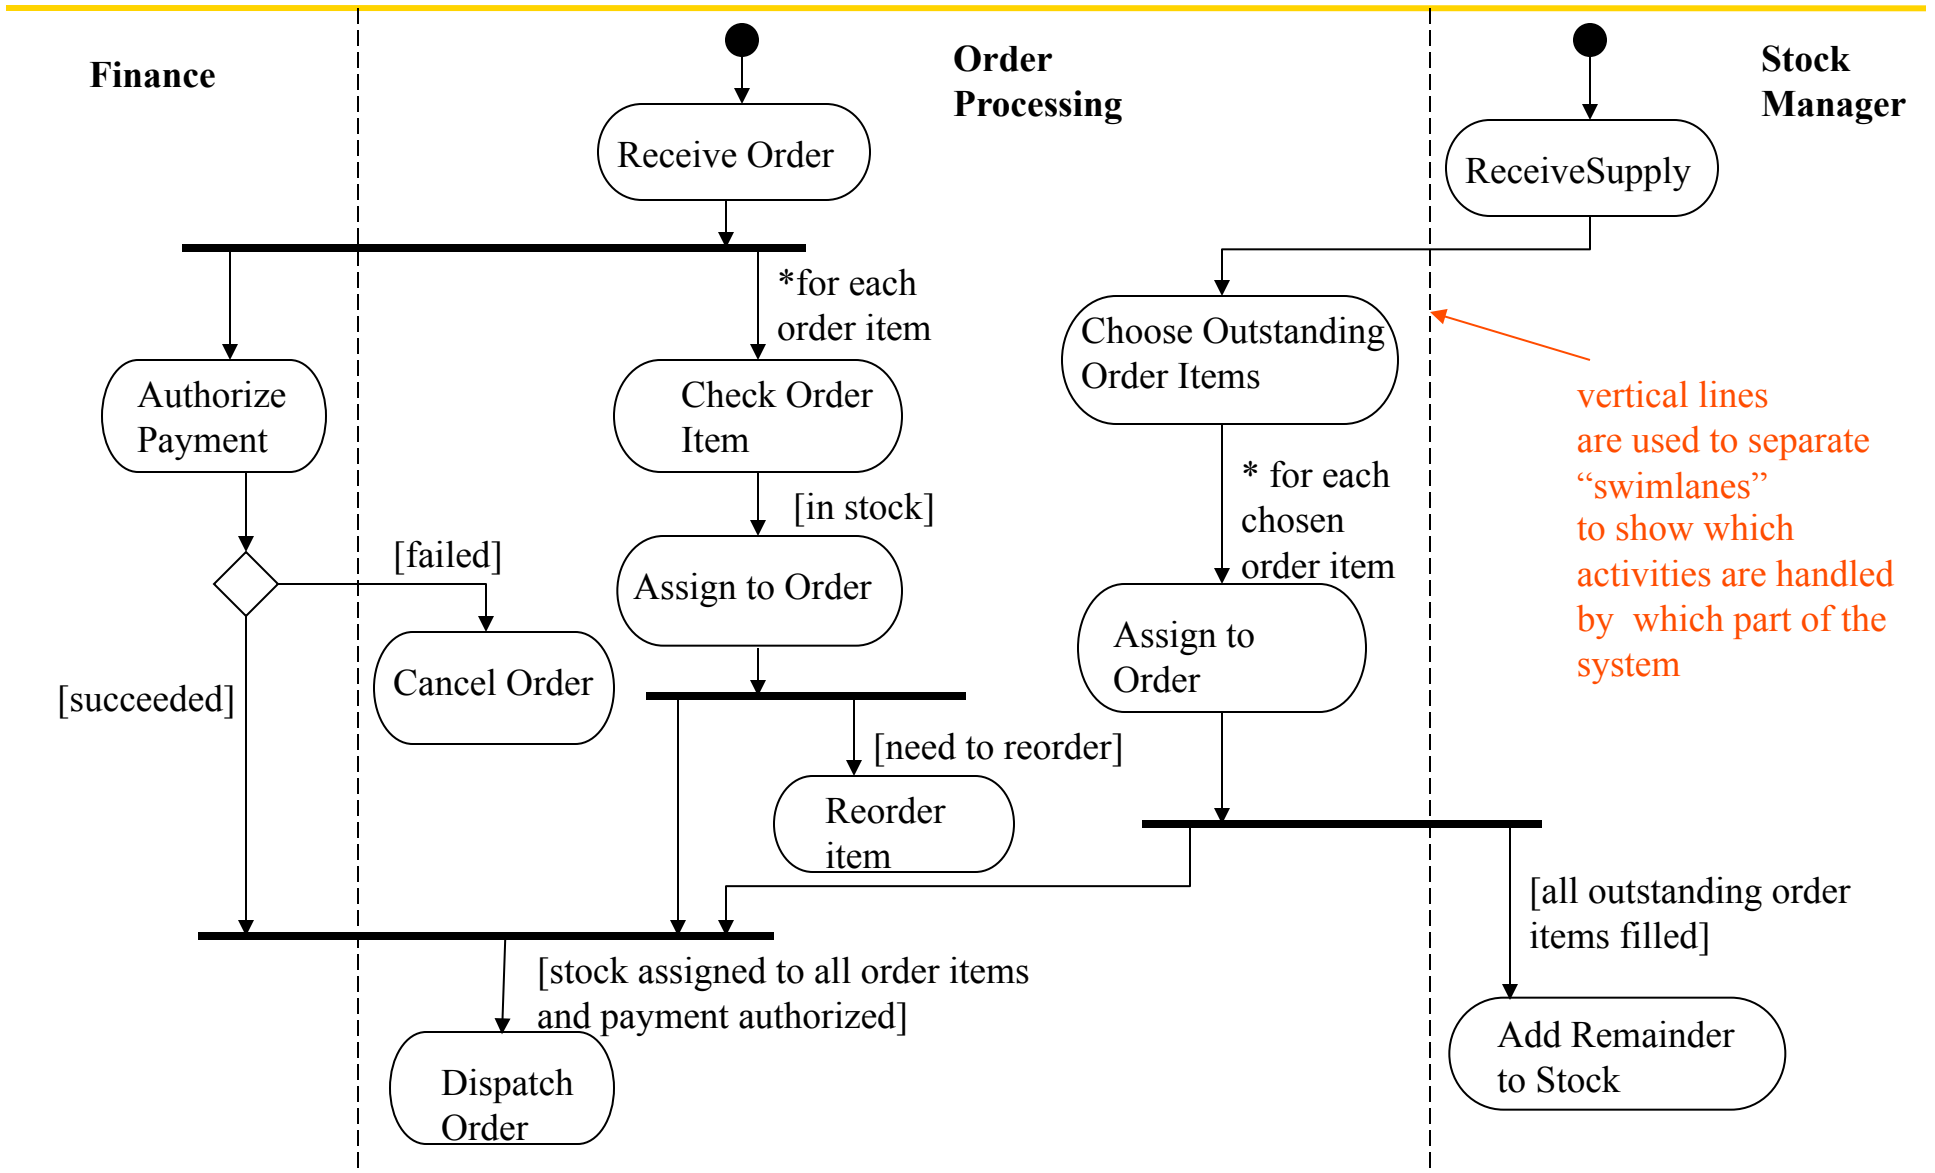 Finance
Order
Processing
Stock
Manager
Receive Order
ReceiveSupply
*for each
order item
Choose Outstanding
Order Items
Authorize
Payment
Check Order
Item
vertical lines
are used to separate
“swimlanes”
to show which
activities are handled
by  which part of the
system
* for each
chosen
order item
[in stock]
[failed]
Assign to Order
Assign to
Order
Cancel Order
[succeeded]
[need to reorder]
Reorder
item
[all outstanding order
items filled]
[stock assigned to all order items
and payment authorized]
Dispatch
Order
Add Remainder
to Stock